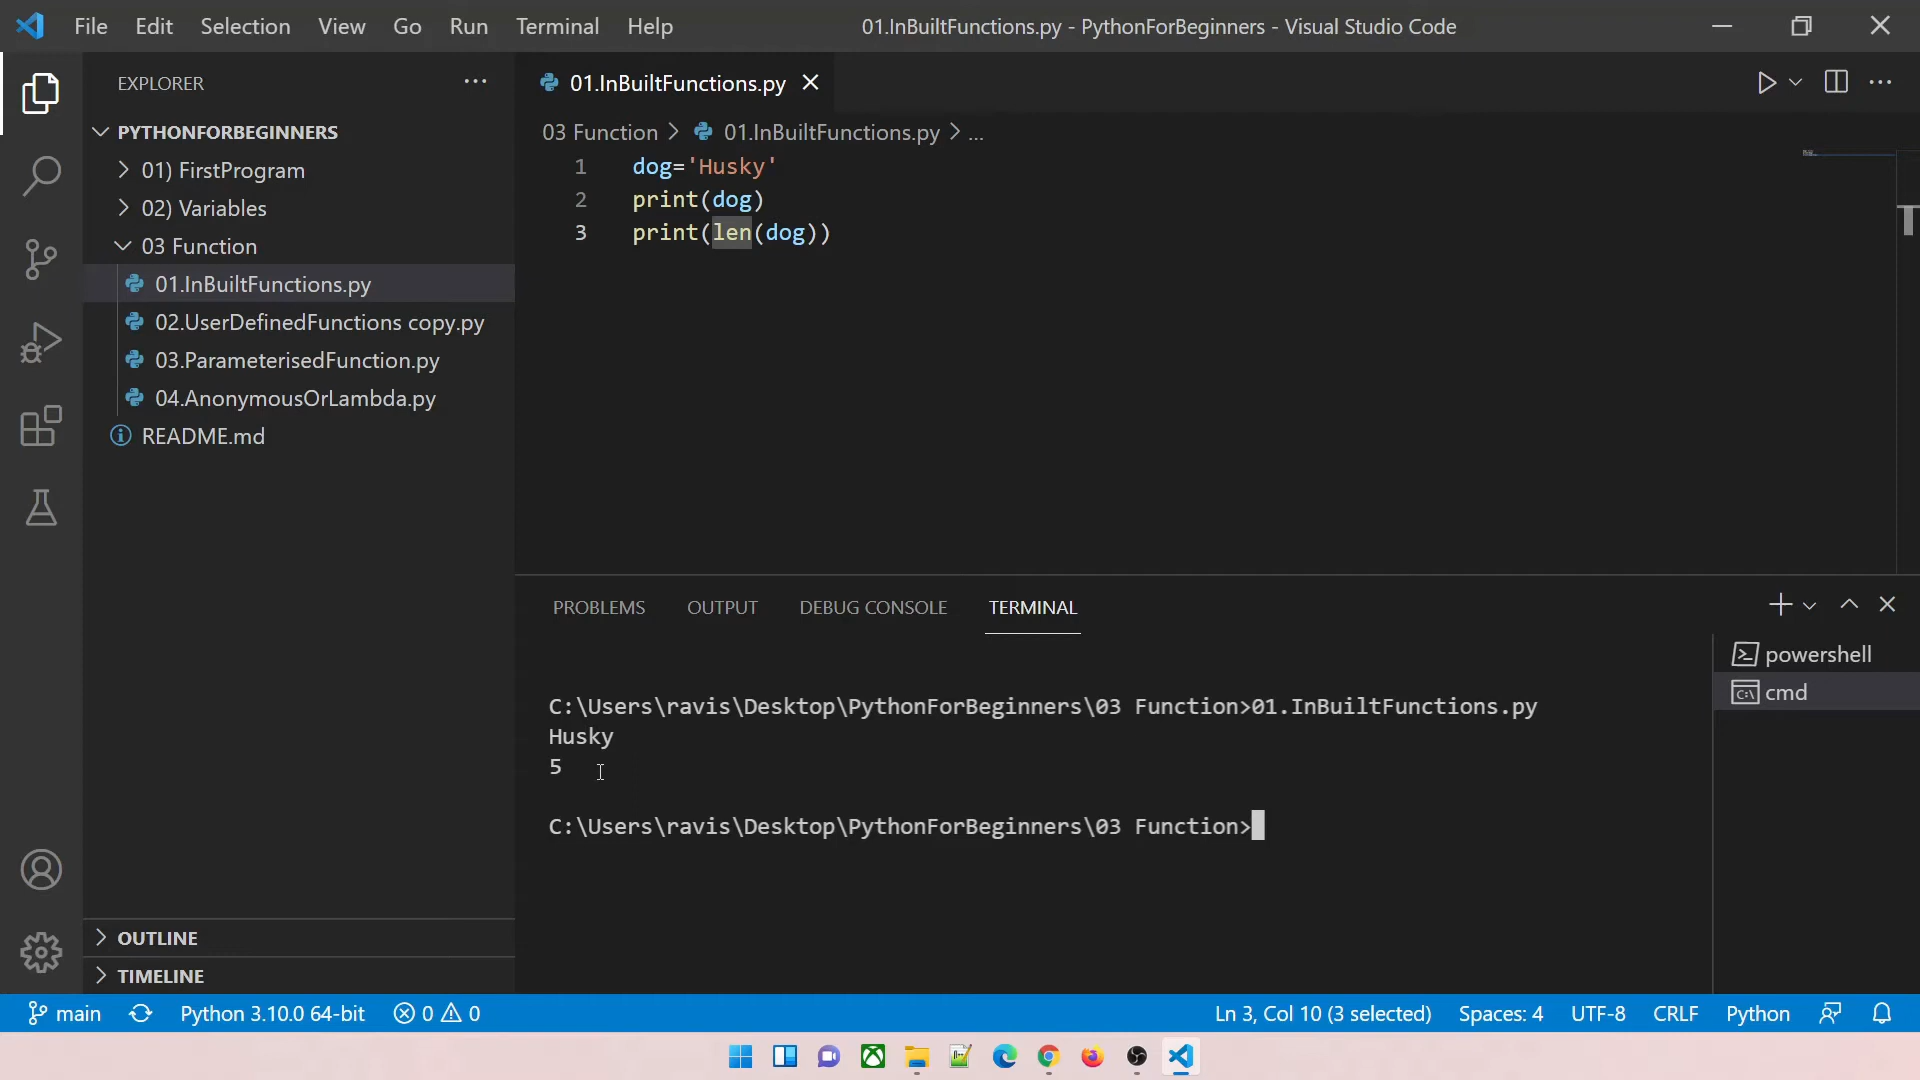 File Edit Selection View Go Run Terminal Help 01.InBuiltFunctions.py - PythonForBeginners - Visual Studio Code
EXPLORER
PYTHONFORBEGINNERS
01) FirstProgram
02) Variables
03 Function
01.InBuiltFunctions.py
02.UserDefinedFunctions copy.py
03.ParameterisedFunction.py
04.AnonymousOrLambda.py
README.md
OUTLINE
TIMELINE
01.InBuiltFunctions.py
03 Function > 01.InBuiltFunctions.py > ...
1 dog='Husky'
2 print(dog)
3 print(len(dog))
PROBLEMS OUTPUT DEBUG CONSOLE TERMINAL
C:\Users\ravis\Desktop\PythonForBeginners\03 Function>01.InBuiltFunctions.py
Husky
5
C:\Users\ravis\Desktop\PythonForBeginners\03 Function>
powershell
cmd
main Python 3.10.0 64-bit 0 0 Ln 3, Col 10 (3 selected) Spaces: 4 UTF-8 CRLF Python